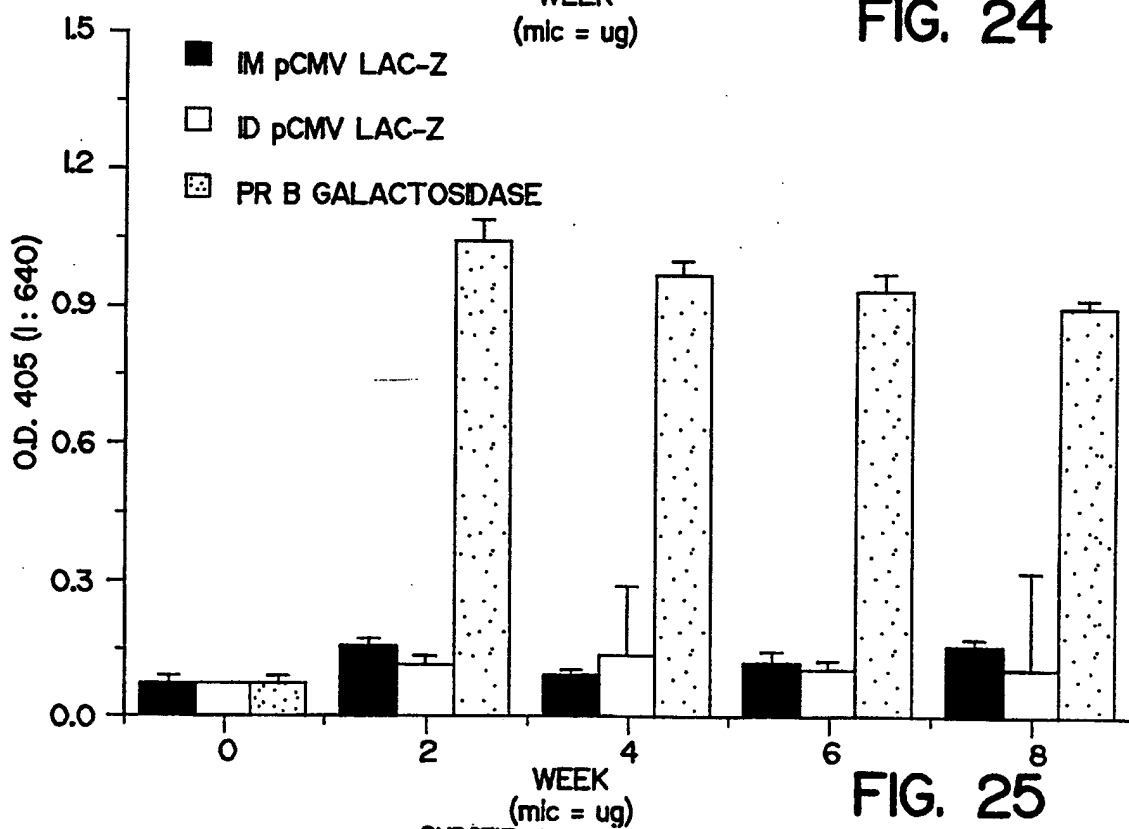 (mic = ug)
FIG. 24
1.5
IM pCMV LAC-Z
ID pCMV LAC-Z
1.2
PR B GALACTOSIDASE
O.D. 405 (1:640)
0.9
0.6
0.3
0.0
0 2 4 6 8
WEEK
(mic = ug)
FIG. 25